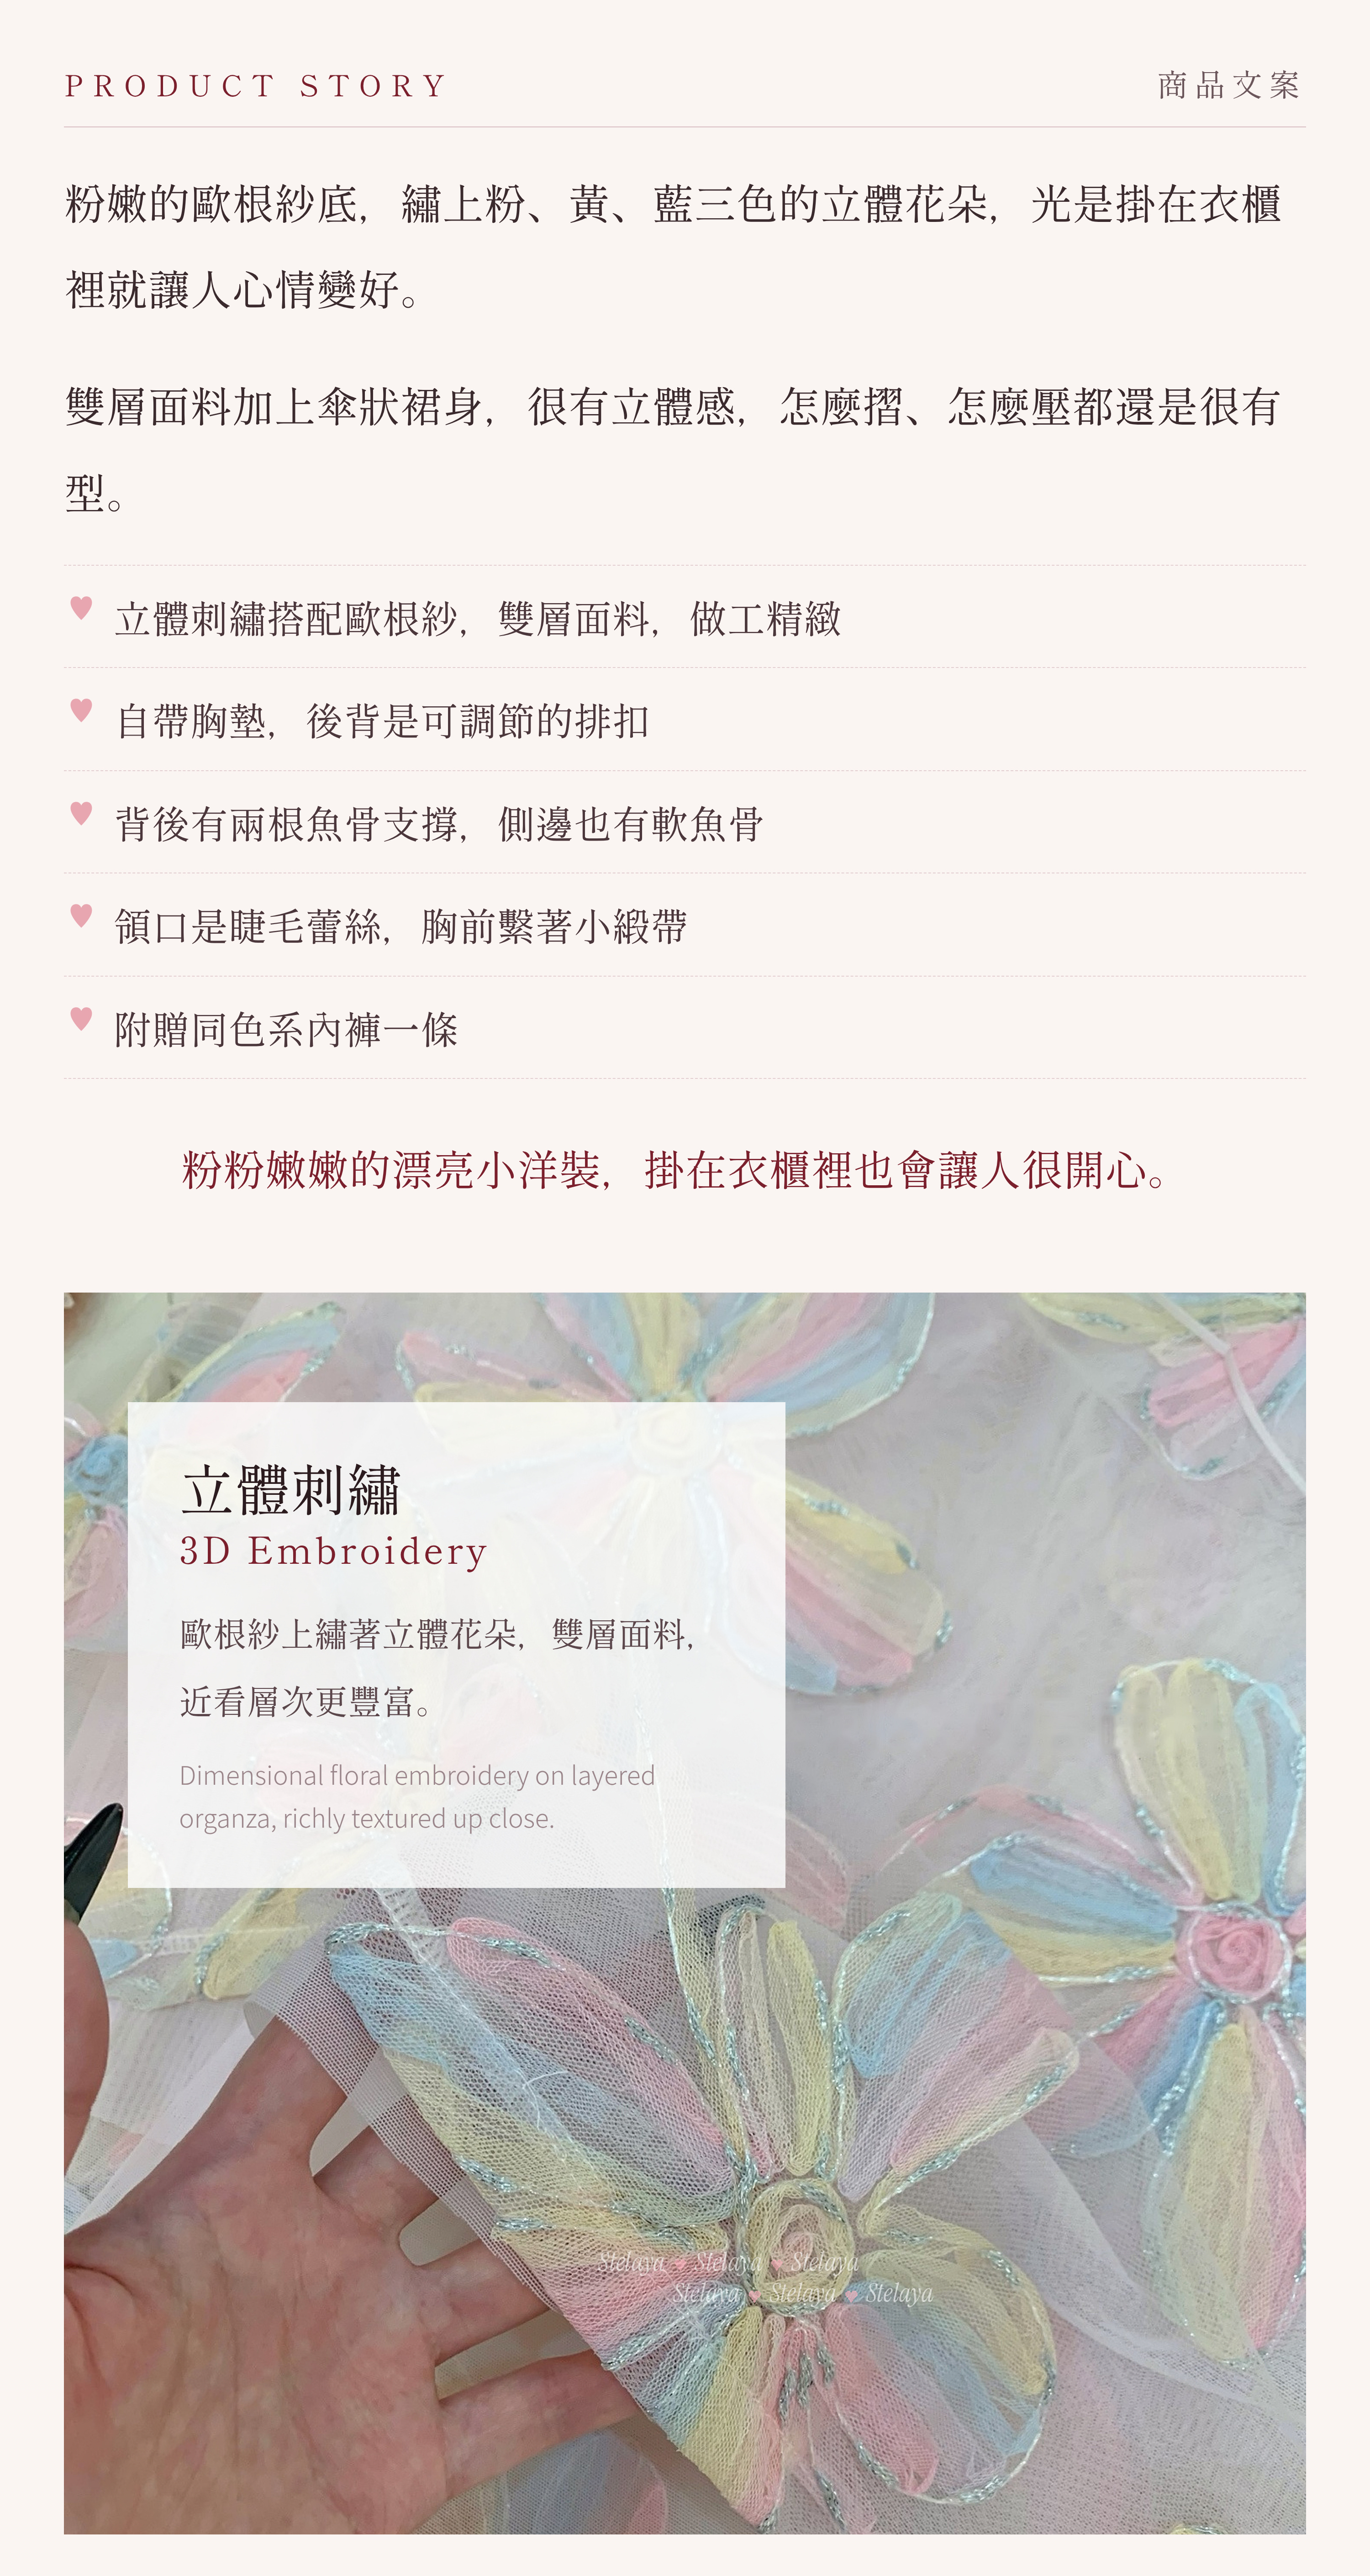 PRODUCT STORY
商品文案
粉嫩的歐根紗底，繡上粉、黃、藍三色的立體花朵，光是掛在衣櫃
裡就讓人心情變好。
雙層面料加上傘狀裙身，很有立體感，怎麼摺、怎麼壓都還是很有
型。
立體刺繡搭配歐根紗，雙層面料，做工精緻
自帶胸墊，後背是可調節的排扣
背後有兩根魚骨支撐，側邊也有軟魚骨
領口是睫毛蕾絲，胸前繫著小緞帶
附贈同色系內褲一條
粉粉嫩嫩的漂亮小洋裝，掛在衣櫃裡也會讓人很開心。
立體刺繡
3D Embroidery
歐根紗上繡著立體花朵，雙層面料，
近看層次更豐富。
Dimensional floral embroidery on layered
organza, richly textured up close.
Stelaya Stelaya Stelaya
Stelaya Stelaya Stelaya